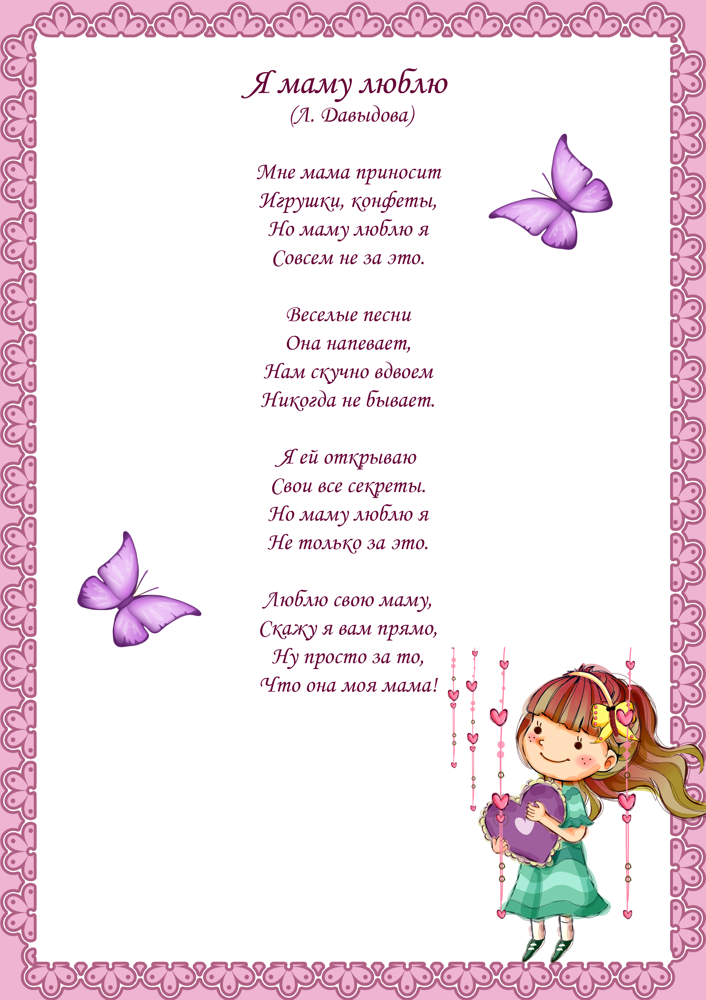 Я маму люблю
(Л. Давыдова)
Мне мама приносит
Игрушки, конфеты,
Но маму люблю я
Совсем не за это.
Веселые песни
Она напевает,
Нам скучно вдвоем
Никогда не бывает.
Я ей открываю
Свои все секреты.
Но маму люблю я
Не только за это.
Люблю свою маму,
Скажу я вам прямо,
Ну просто за то,
Что она моя мама!